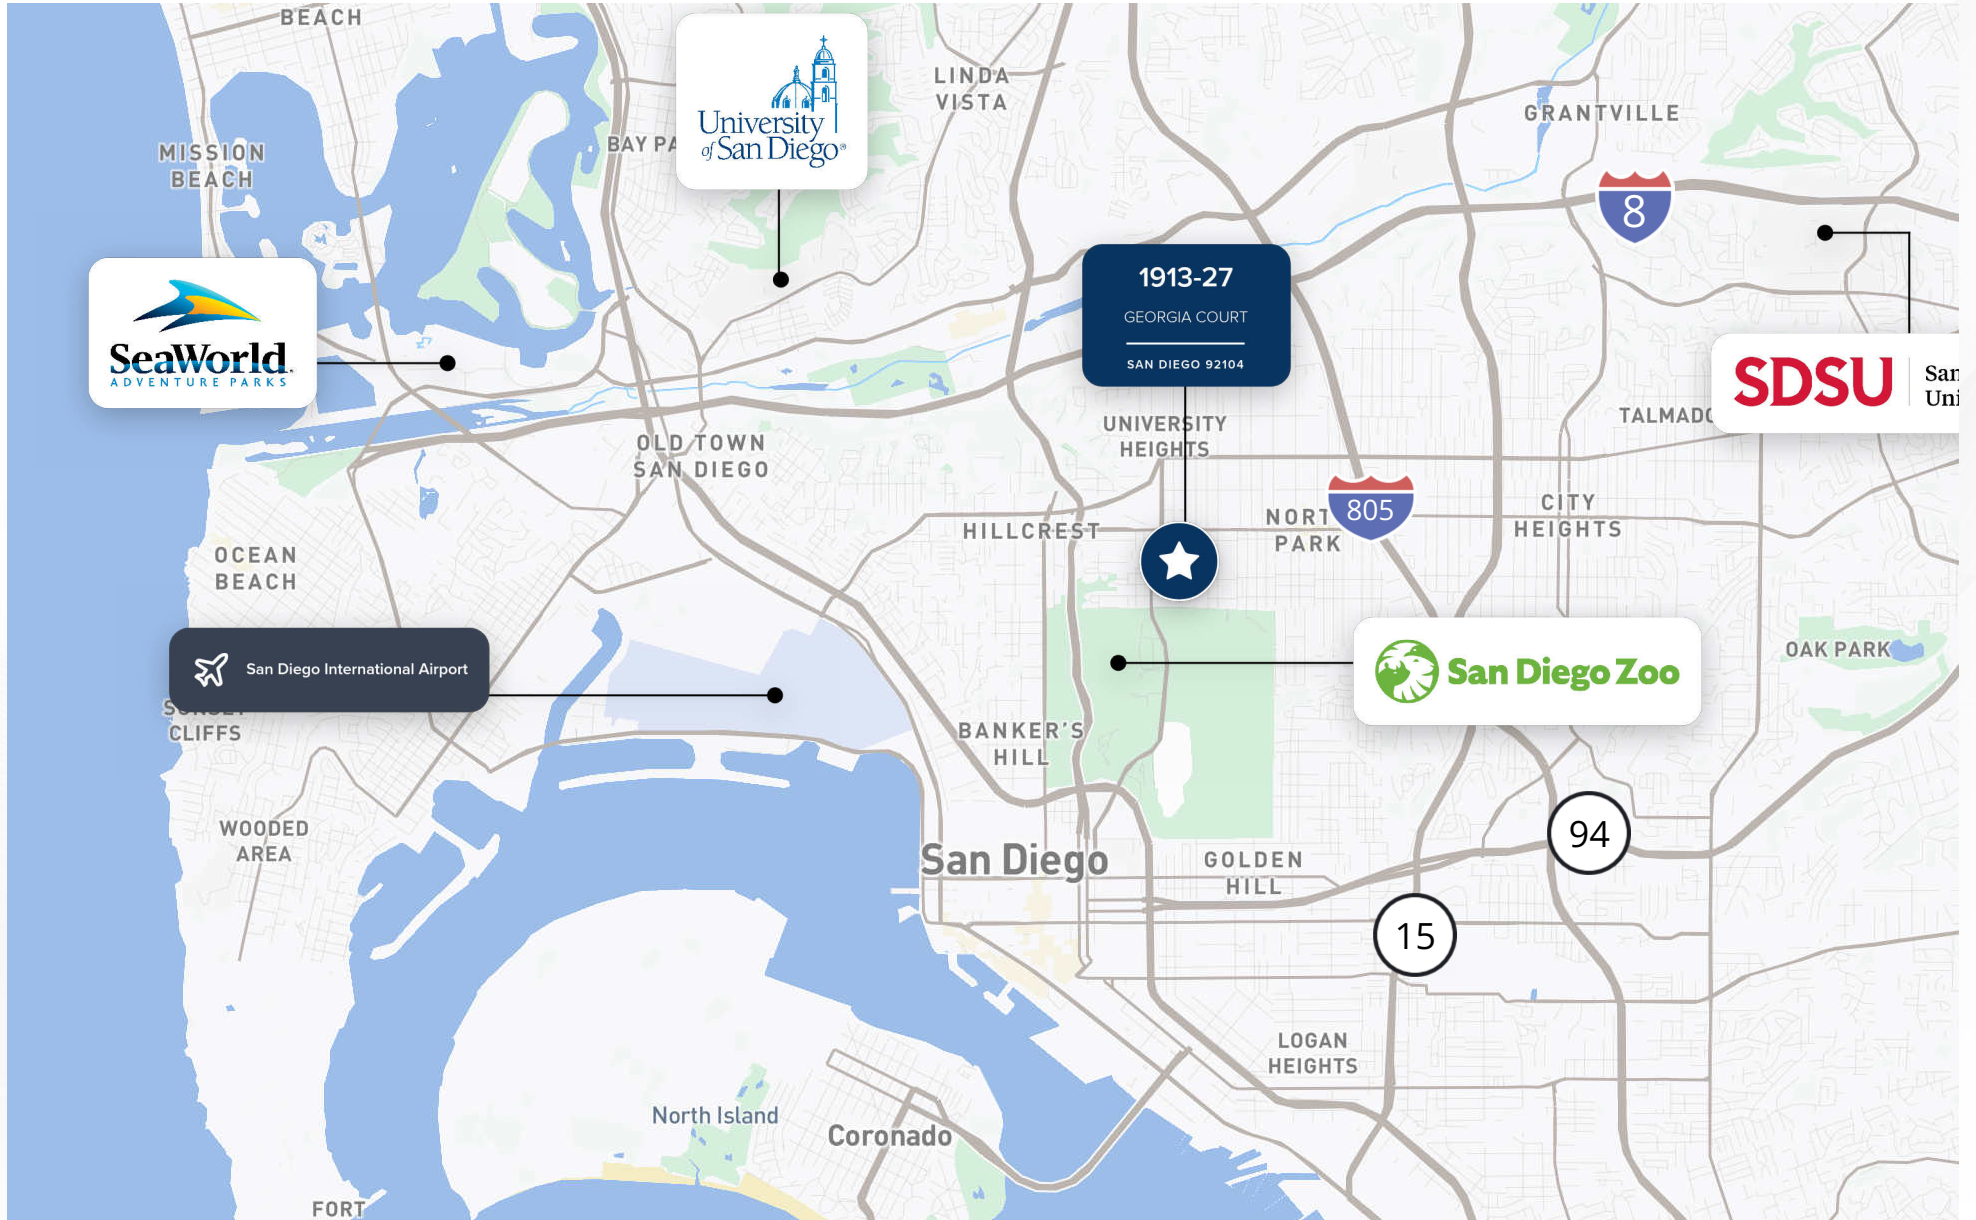 BEACH
LINDA
VISTA
University
of San Diego®
GRANTVILLE
BAY PA
MISSION
BEACH
8
1913-27
GEORGIA COURT
SAN DIEGO 92104
SeaWorld
ADVENTURE PARKS
SDSU
San
Uni
TALMADG
UNIVERSITY
HEIGHTS
OLD TOWN
SAN DIEGO
805
CITY
HEIGHTS
HILLCREST
NORT
PARK
OCEAN
BEACH
San Diego International Airport
San Diego Zoo
OAK PARK
SUNSET
CLIFFS
BANKER'S
HILL
WOODED
AREA
94
San Diego
GOLDEN
HILL
15
LOGAN
HEIGHTS
North Island
Coronado
FORT